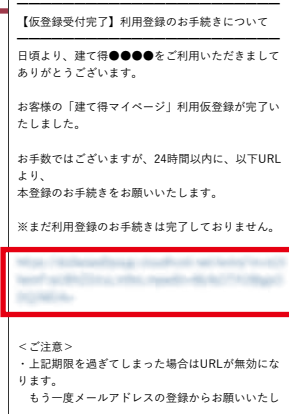 【仮登録受付完了】利用登録のお手続きについて
日頃より、建て得●●●●をご利用いただきまして
ありがとうございます。
お客様の「建て得マイページ」利用仮登録が完了い
たしました。
お手数ではございますが、24時間以内に、以下URL
より、
本登録のお手続きをお願いいたします。
※まだ利用登録のお手続きは完了しておりません。
＜ご注意＞
・上記期限を過ぎてしまった場合はURLが無効にな
ります。
もう一度メールアドレスの登録からお願いいたし